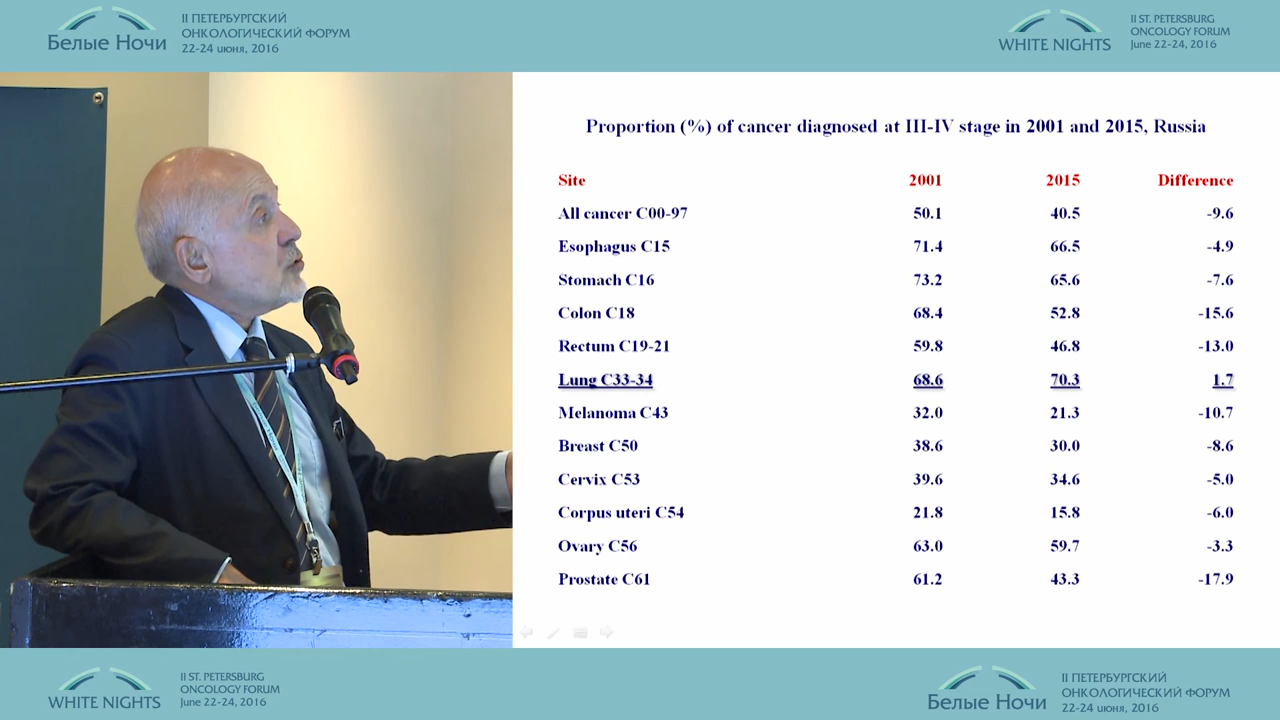 Белые Ночи
II ПЕТЕРБУРГСКИЙ
ОНКОЛОГИЧЕСКИЙ ФОРУМ
22-24 июня, 2016
WHITE NIGHTS
II ST. PETERSBURG
ONCOLOGY FORUM
June 22-24, 2016
Proportion (%) of cancer diagnosed at III-IV stage in 2001 and 2015, Russia
Site 2001 2015 Difference
All cancer C00-97 50.1 40.5 -9.6
Esophagus C15 71.4 66.5 -4.9
Stomach C16 73.2 65.6 -7.6
Colon C18 68.4 52.8 -15.6
Rectum C19-21 59.8 46.8 -13.0
Lung C33-34 68.6 70.3 1.7
Melanoma C43 32.0 21.3 -10.7
Breast C50 38.6 30.0 -8.6
Cervix C53 39.6 34.6 -5.0
Corpus uteri C54 21.8 15.8 -6.0
Ovary C56 63.0 59.7 -3.3
Prostate C61 61.2 43.3 -17.9
WHITE NIGHTS
II ST. PETERSBURG
ONCOLOGY FORUM
June 22-24, 2016
Белые Ночи
II ПЕТЕРБУРГСКИЙ
ОНКОЛОГИЧЕСКИЙ ФОРУМ
22-24 июня, 2016